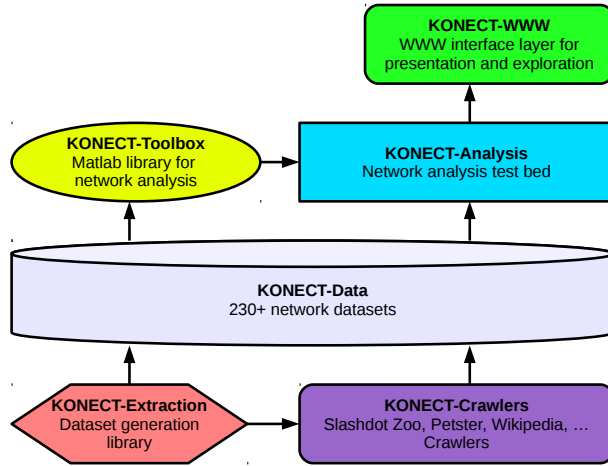 KONECT-WWW
WWW interface layer for
presentation and exploration
KONECT-Toolbox
Matlab library for
network analysis
KONECT-Analysis
Network analysis test bed
KONECT-Data
230+ network datasets
KONECT-Extraction
Dataset generation
library
KONECT-Crawlers
Slashdot Zoo, Petster, Wikipedia, …
Crawlers